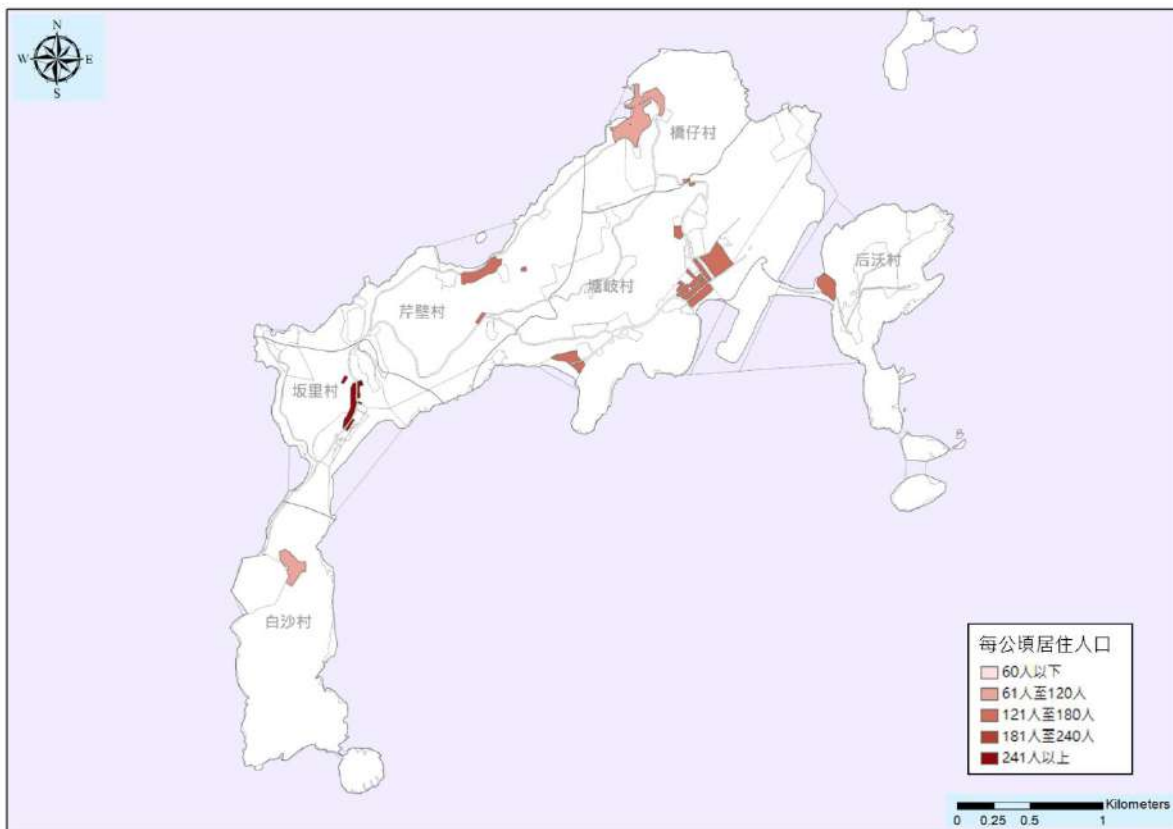 N
W
E
S
橋仔村
后沃村
塘岐村
芹壁村
坂里村
白沙村
每公頃居住人口
60人以下
61人至120人
121人至180人
181人至240人
241人以上
Kilometers
0 0.25 0.5 1